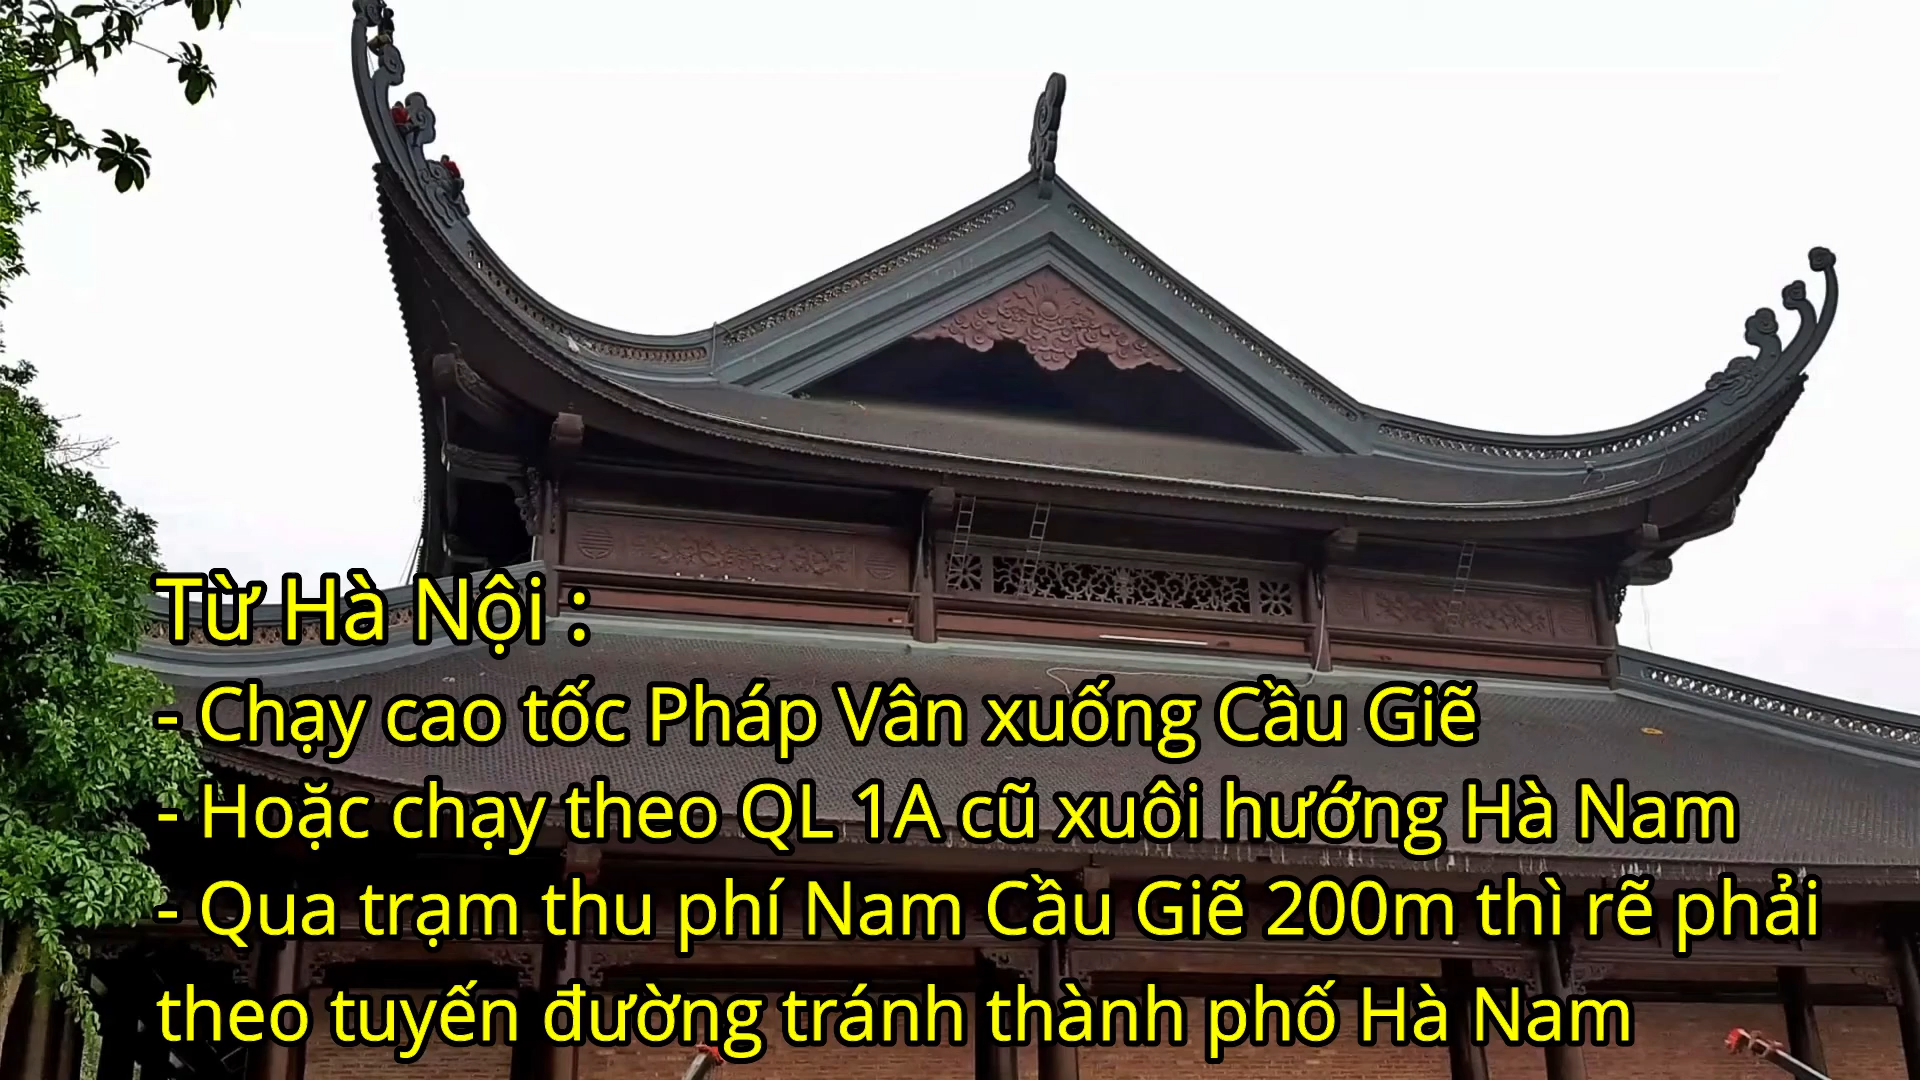 Từ Hà Nội :
- Chạy cao tốc Pháp Vân xuống Cầu Giẽ
- Hoặc chạy theo QL 1A cũ xuôi hướng Hà Nam
- Qua trạm thu phí Nam Cầu Giẽ 200m thì rẽ phải
theo tuyến đường tránh thành phố Hà Nam